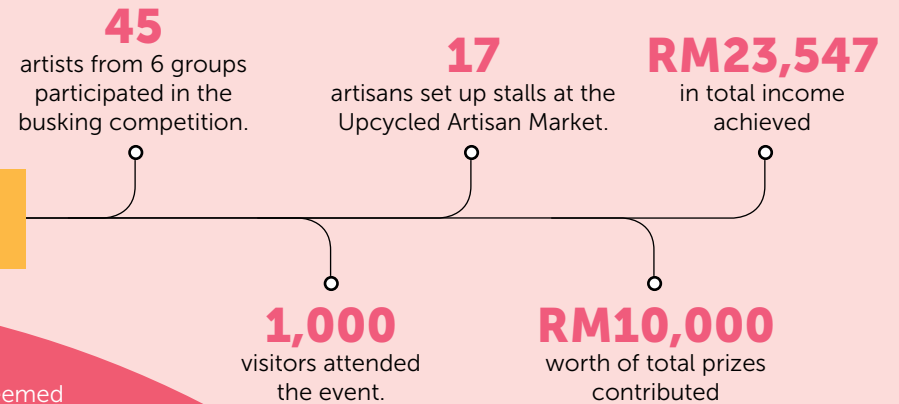 45
artists from 6 groups
participated in the
busking competition.
17
artisans set up stalls at the
Upcycled Artisan Market.
RM23,547
in total income
achieved
1,000
visitors attended
the event.
RM10,000
worth of total prizes
contributed